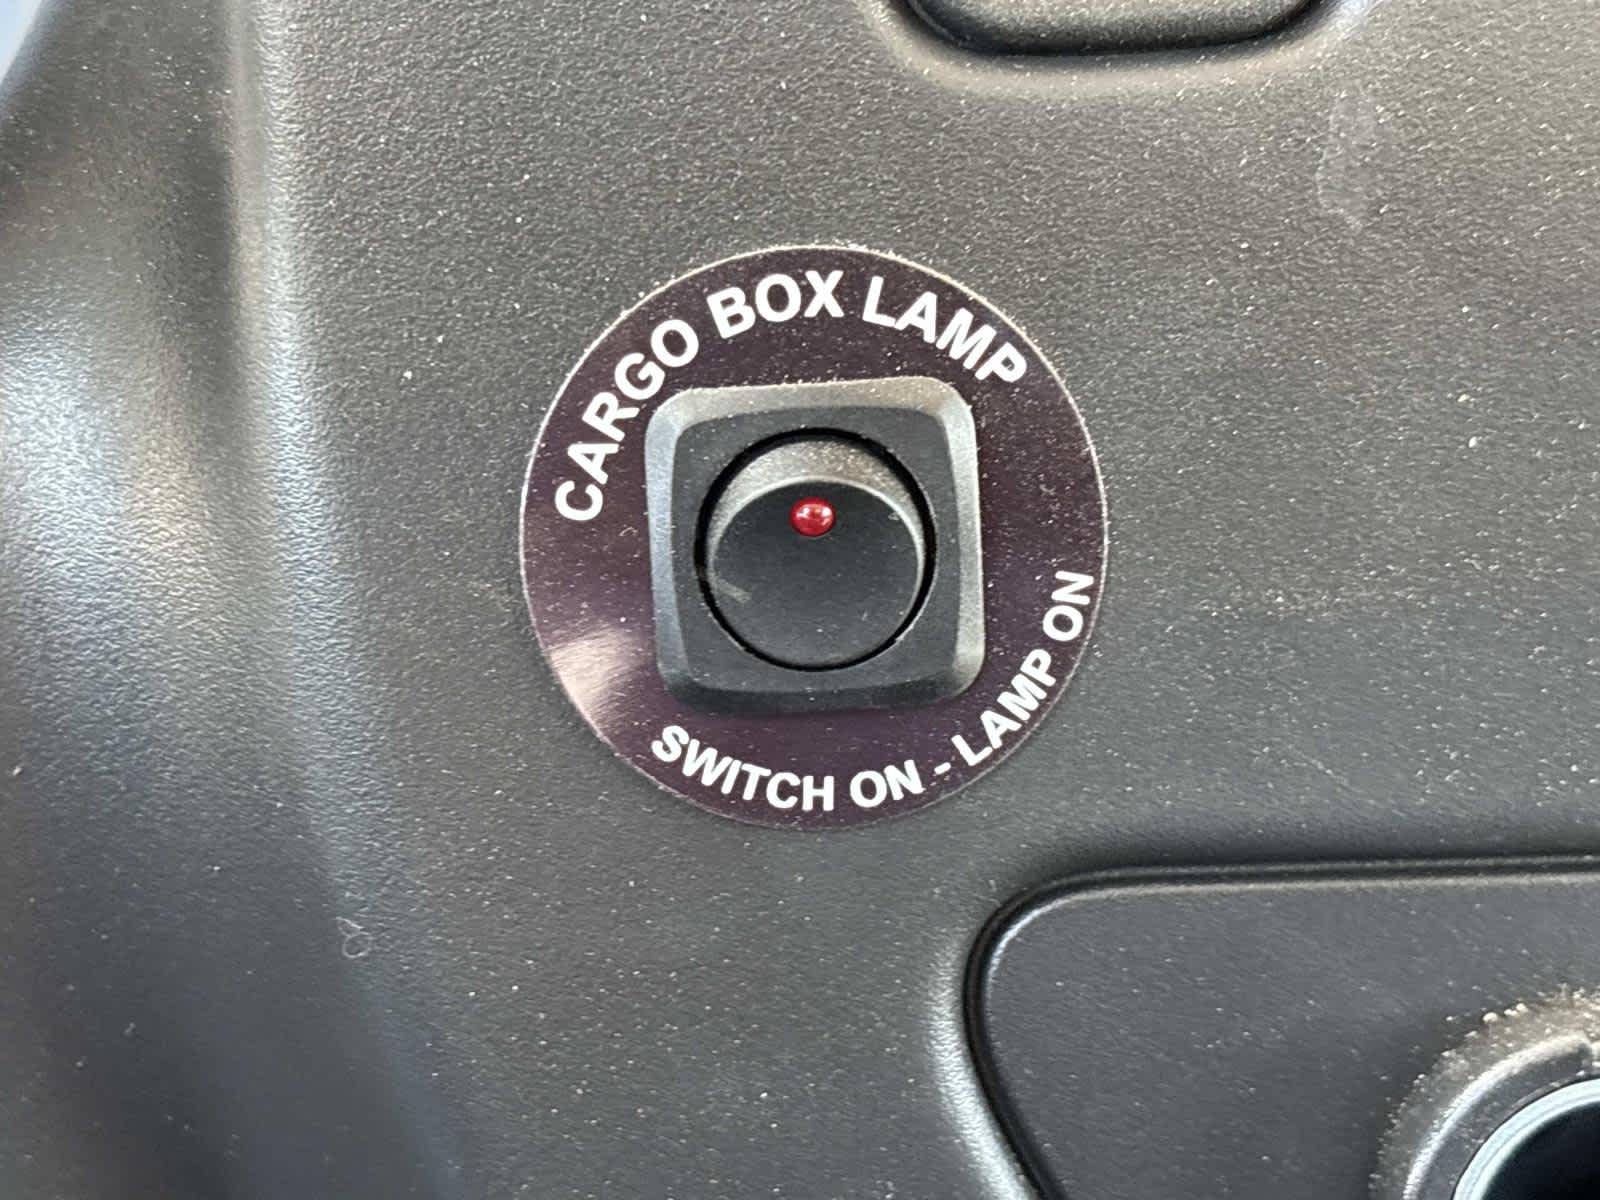 CARGO BOX LAMP
SWITCH ON - LAMP ON